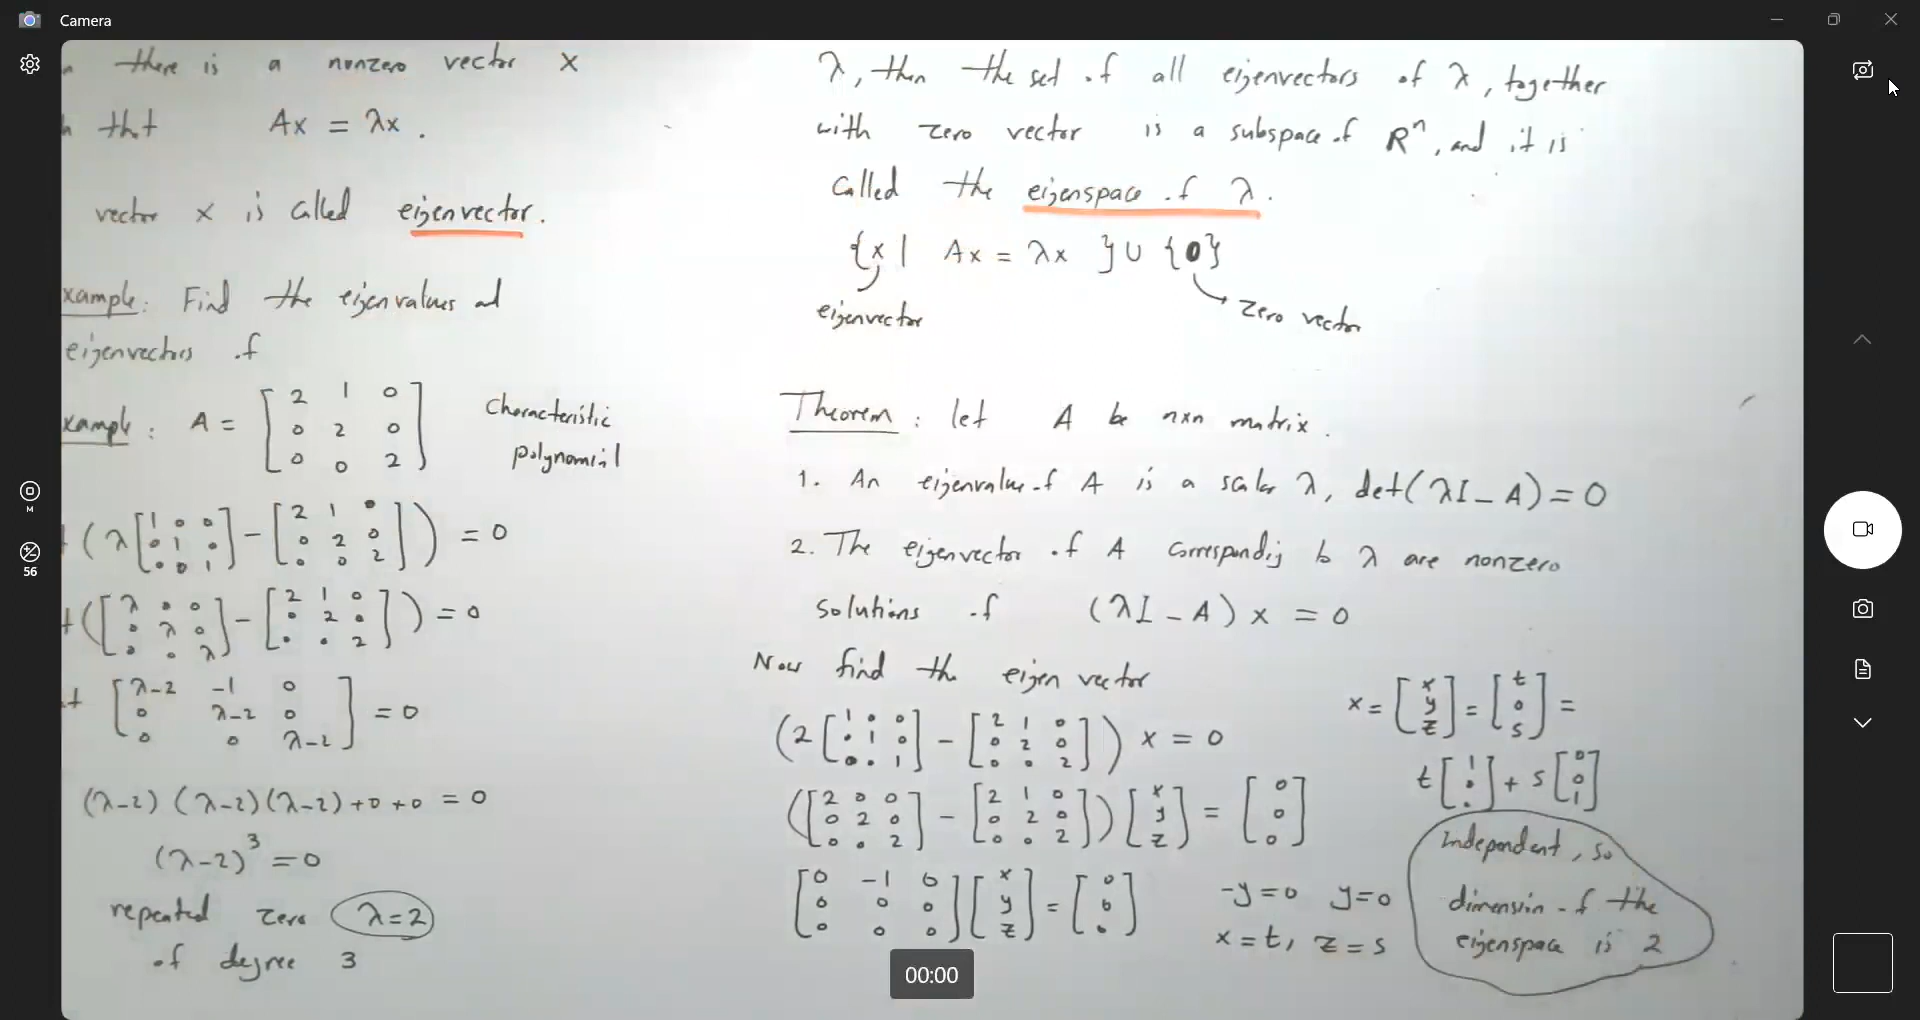 Camera
there is a nonzero vector x
that Ax = λx .
vector x is called eigenvector.
xample: Find the eigenvalues and
eigenvectors of
xample: A = [2 1 0
0 2 0
0 0 2]
Characteristic
polynomial
(λ[1 0 0
0 1 0
0 0 1] - [2 1 0
0 2 0
0 0 2]) = 0
([λ 0 0
0 λ 0
0 0 λ] - [2 1 0
0 2 0
0 0 2]) = 0
[λ-2 -1 0
0 λ-2 0
0 0 λ-2] = 0
(λ-2) (λ-2)(λ-2) +0 +0 = 0
(λ-2)³ = 0
repeated zero λ=2
of degree 3
λ, then the set of all eigenvectors of λ, together
with zero vector is a subspace of Rⁿ, and it is
Called the eigenspace of λ.
{x | Ax = λx } ∪ {0}
eigenvector
zero vector
Theorem : let A be nxn matrix.
1. An eigenvalue of A is a scalar λ, det(λI - A) = 0
2. The eigenvector of A Corresponding to λ are nonzero
solutions of (λI - A) x = 0
Now find the eigen vector
(2[1 0 0
0 1 0
0 0 1] - [2 1 0
0 2 0
0 0 2]) x = 0
([2 0 0
0 2 0
0 0 2] - [2 1 0
0 2 0
0 0 2]) [x
y
z] = [0
0
0]
[0 -1 0
0 0 0
0 0 0] [x
y
z] = [0
0
0]
-y=0 y=0
x=t, z=s
x = [x
y
z] = [t
0
s] =
t[1
0
0] + s[0
0
1]
Independent, so
dimension of the
eigenspace is 2
M
56
00:00